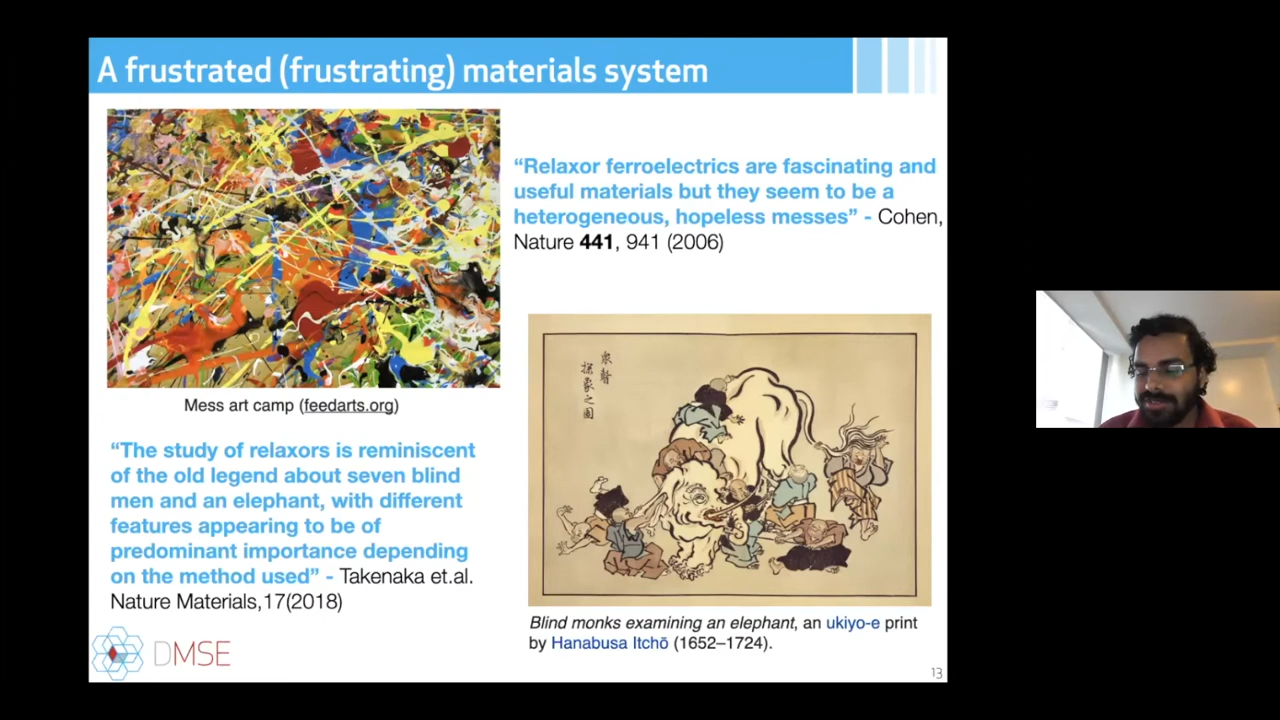 A frustrated (frustrating) materials system
“Relaxor ferroelectrics are fascinating and
useful materials but they seem to be a
heterogeneous, hopeless messes” - Cohen,
Nature 441, 941 (2006)
Mess art camp (feedarts.org)
“The study of relaxors is reminiscent
of the old legend about seven blind
men and an elephant, with different
features appearing to be of
predominant importance depending
on the method used” - Takenaka et.al.
Nature Materials,17(2018)
衆瞽
探象之圖
Blind monks examining an elephant, an ukiyo-e print
by Hanabusa Itchō (1652–1724).
DMSE
13